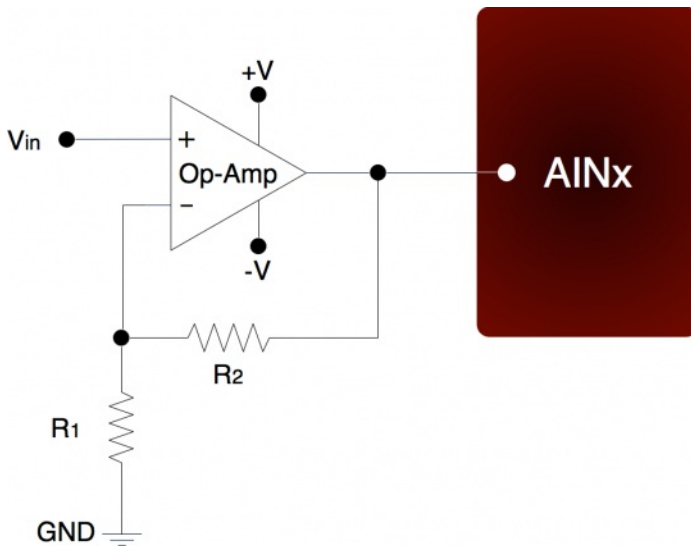 +V
Vin
+
Op-Amp
AINx
−
-V
R2
R1
GND